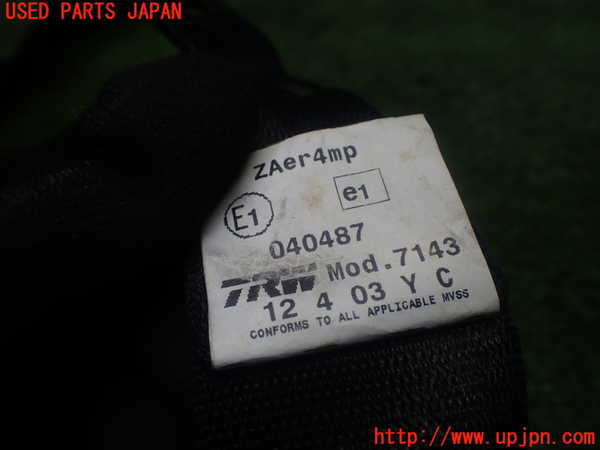 USED PARTS JAPAN
ZAer4mp
E1
e1
040487
TRW Mod.7143
12 4 03 Y C
CONFORMS TO ALL APPLICABLE MVSS
http://www.upjpn.com/